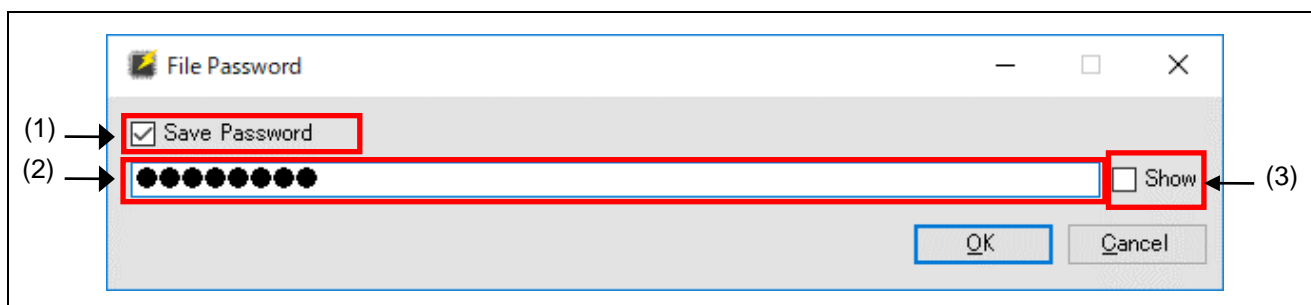 File Password
(1) Save Password
(2) ●●●●●●●● Show (3)
OK Cancel